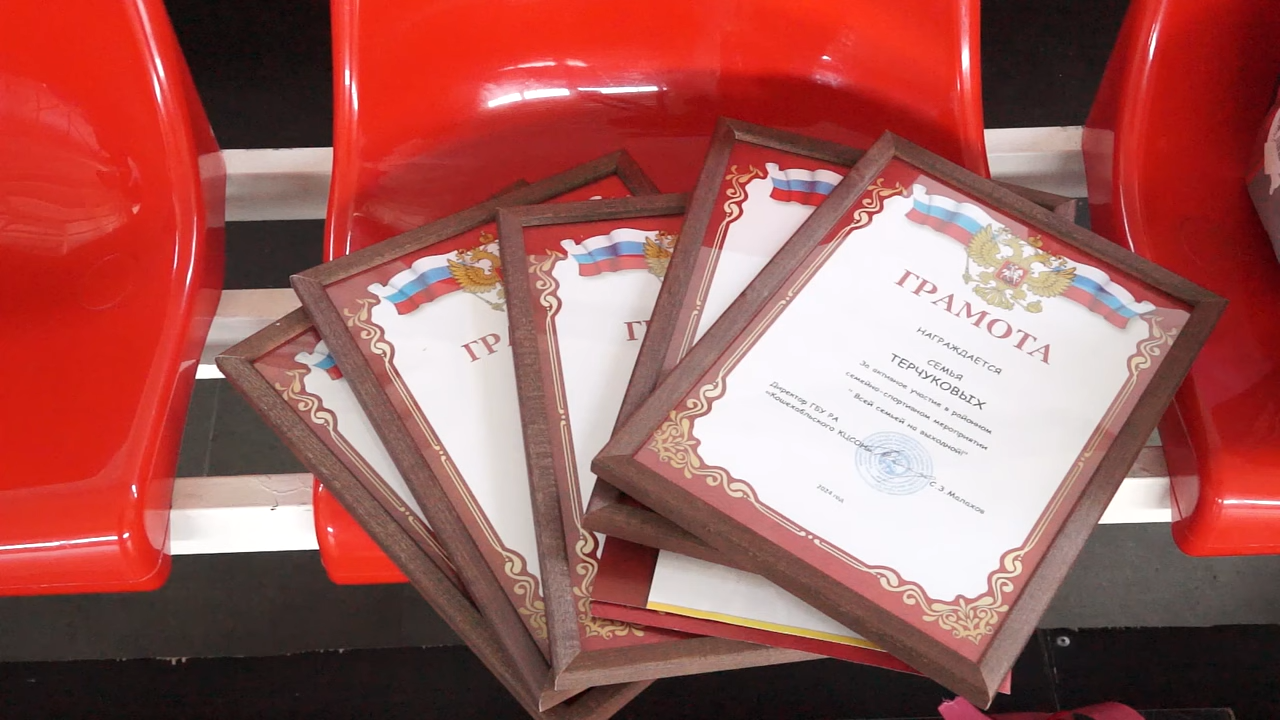 ГРАМОТА
НАГРАЖДАЕТСЯ
СЕМЬЯ
ТЕРЧУКОВЫХ
За активное участие в районном
семейно-спортивном мероприятии
" Всей семьей на выходной!"
Директор ГБУ РА
«Кошехабльского КЦСОН»
С.З. Малахов
2024 год
ГР
Г